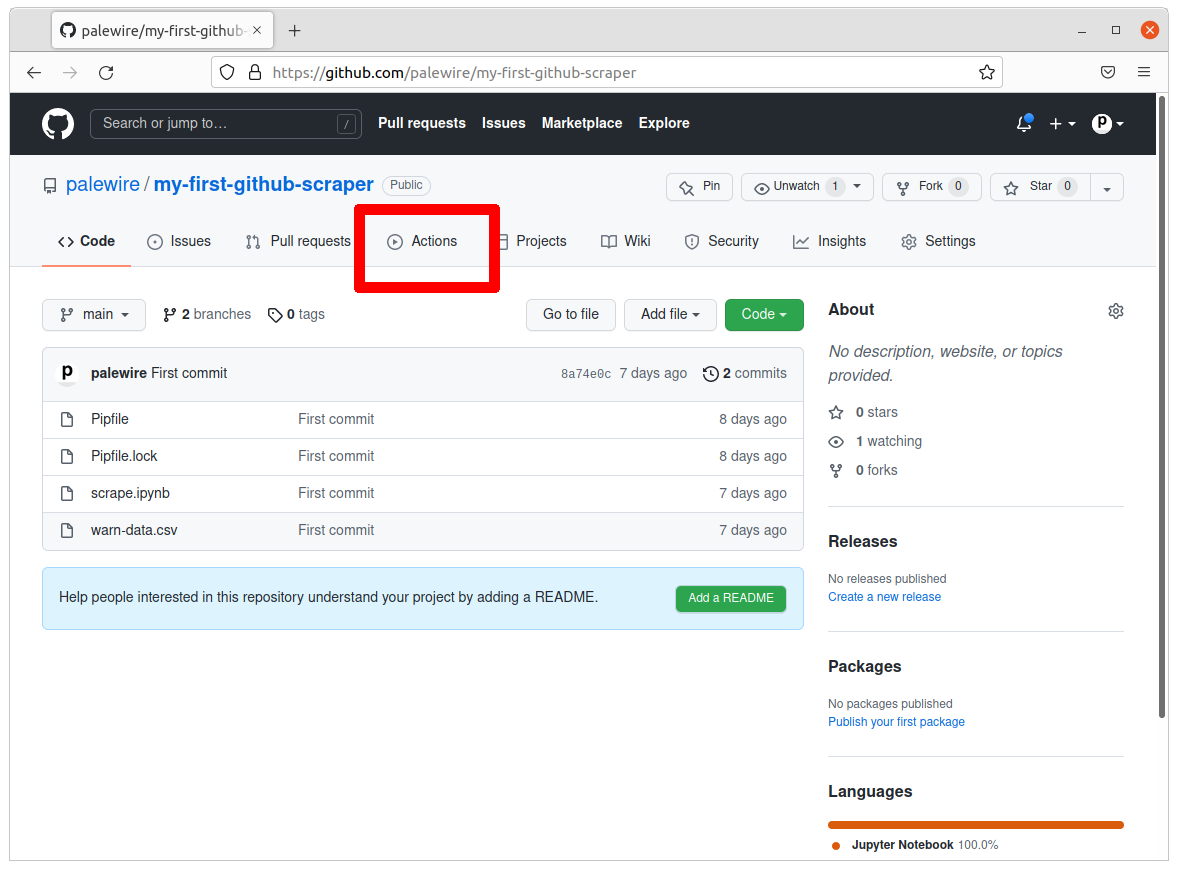 palewire/my-first-github-
https://github.com/palewire/my-first-github-scraper
Search or jump to… / Pull requests Issues Marketplace Explore
palewire / my-first-github-scraper Public Pin Unwatch 1 Fork 0 Star 0
Code Issues Pull requests Actions Projects Wiki Security Insights Settings
main 2 branches 0 tags Go to file Add file Code
p palewire First commit 8a74e0c 7 days ago 2 commits
Pipfile First commit 8 days ago
Pipfile.lock First commit 8 days ago
scrape.ipynb First commit 7 days ago
warn-data.csv First commit 7 days ago
Help people interested in this repository understand your project by adding a README. Add a README
About
No description, website, or topics
provided.
0 stars
1 watching
0 forks
Releases
No releases published
Create a new release
Packages
No packages published
Publish your first package
Languages
Jupyter Notebook 100.0%